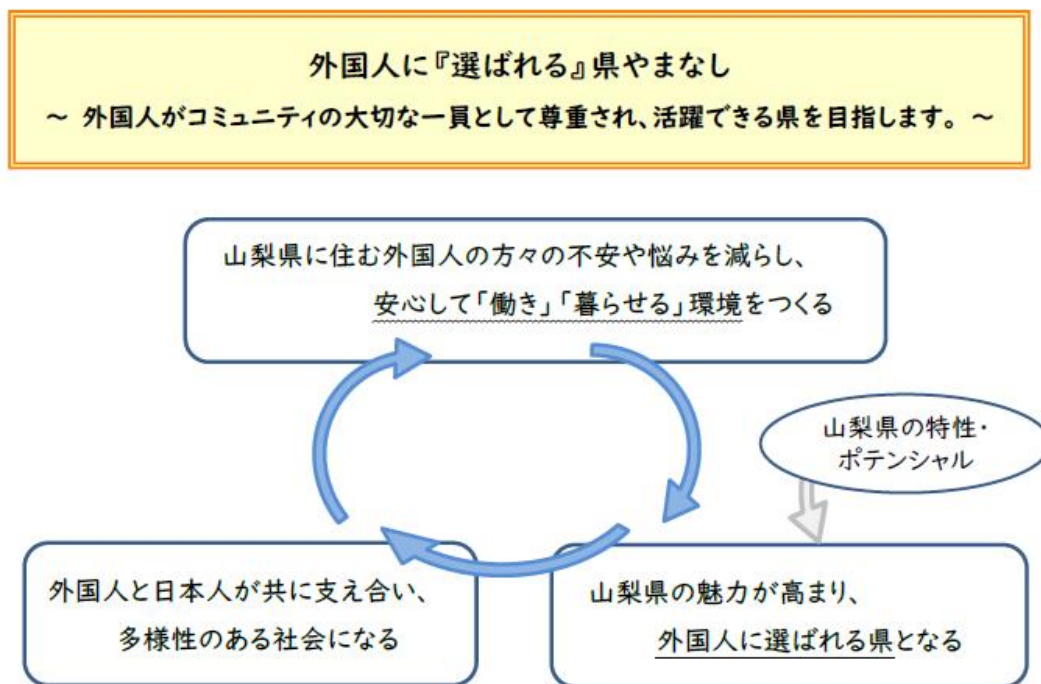 外国人に『選ばれる』県やまなし
～ 外国人がコミュニティの大切な一員として尊重され、活躍できる県を目指します。 ～
山梨県に住む外国人の方々の不安や悩みを減らし、
安心して「働き」「暮らせる」環境をつくる
山梨県の特性・
ポテンシャル
外国人と日本人が共に支え合い、
多様性のある社会になる
山梨県の魅力が高まり、
外国人に選ばれる県となる